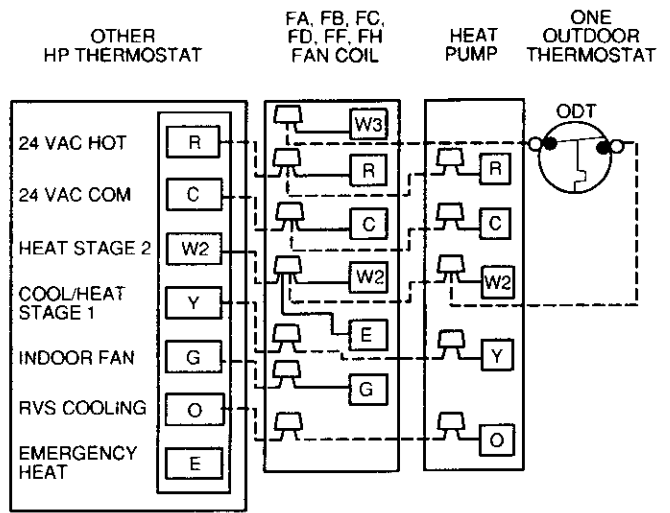 OTHER
HP THERMOSTAT
FA, FB, FC,
FD, FF, FH
FAN COIL
HEAT
PUMP
ONE
OUTDOOR
THERMOSTAT
24 VAC HOT
R
24 VAC COM
C
HEAT STAGE 2
W2
COOL/HEAT
STAGE 1
Y
INDOOR FAN
G
RVS COOLING
O
EMERGENCY
HEAT
E
W3
R
C
W2
E
G
R
C
W2
Y
O
ODT